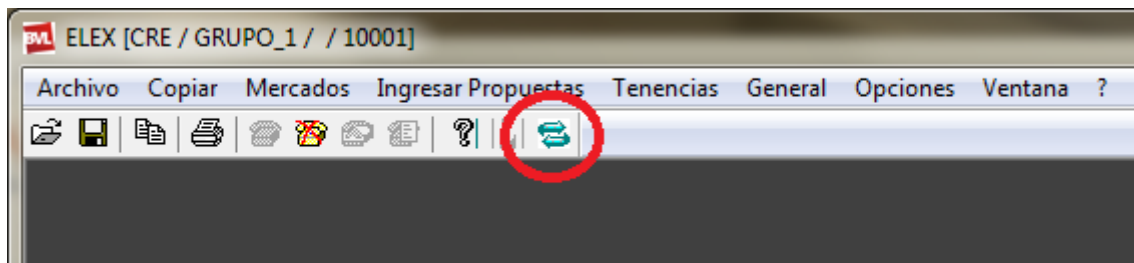 BVL ELEX [CRE / GRUPO_1 / / 10001]
Archivo Copiar Mercados Ingresar Propuestas Tenencias General Opciones Ventana ?